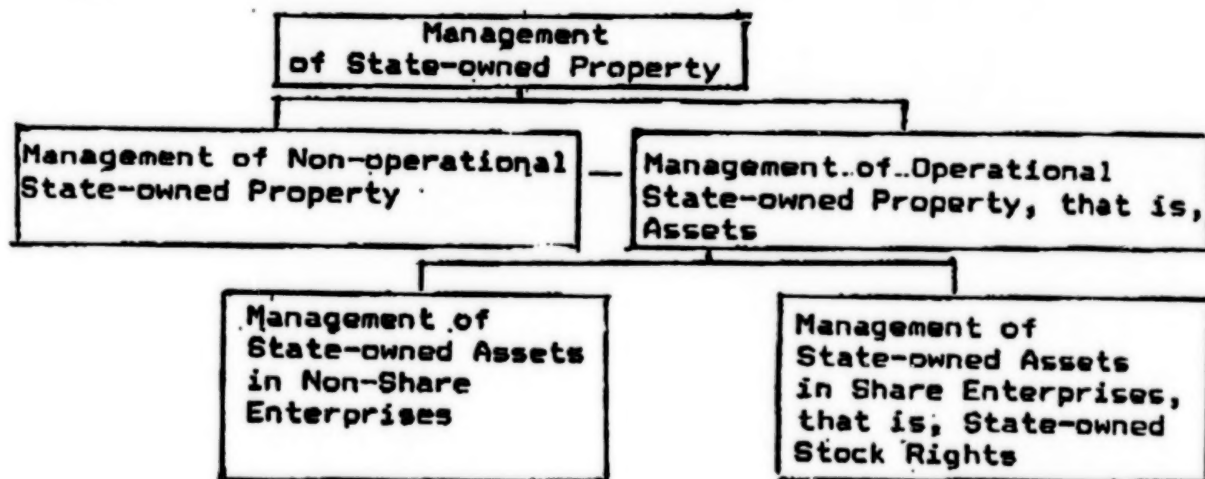 Management
of State-owned Property
Management of Non-operational
State-owned Property
Management of Operational
State-owned Property, that is,
Assets
Management of
State-owned Assets
in Non-Share
Enterprises
Management of
State-owned Assets
in Share Enterprises,
that is, State-owned
Stock Rights